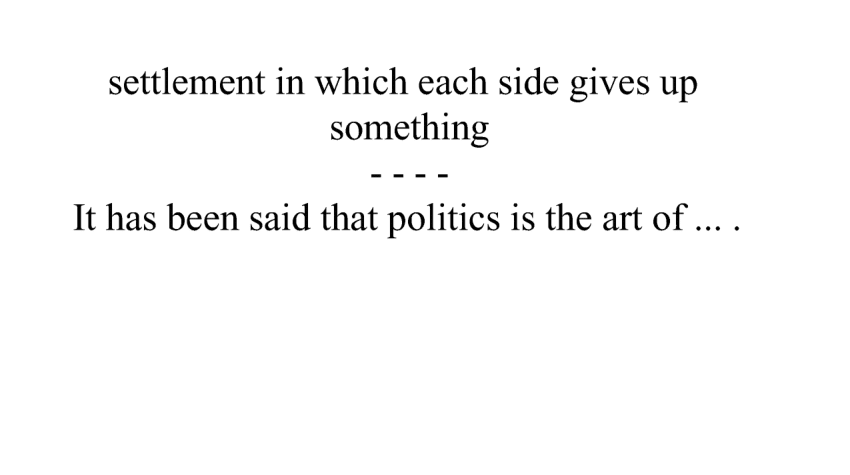 settlement in which each side gives up
something
- - - -
It has been said that politics is the art of ... .